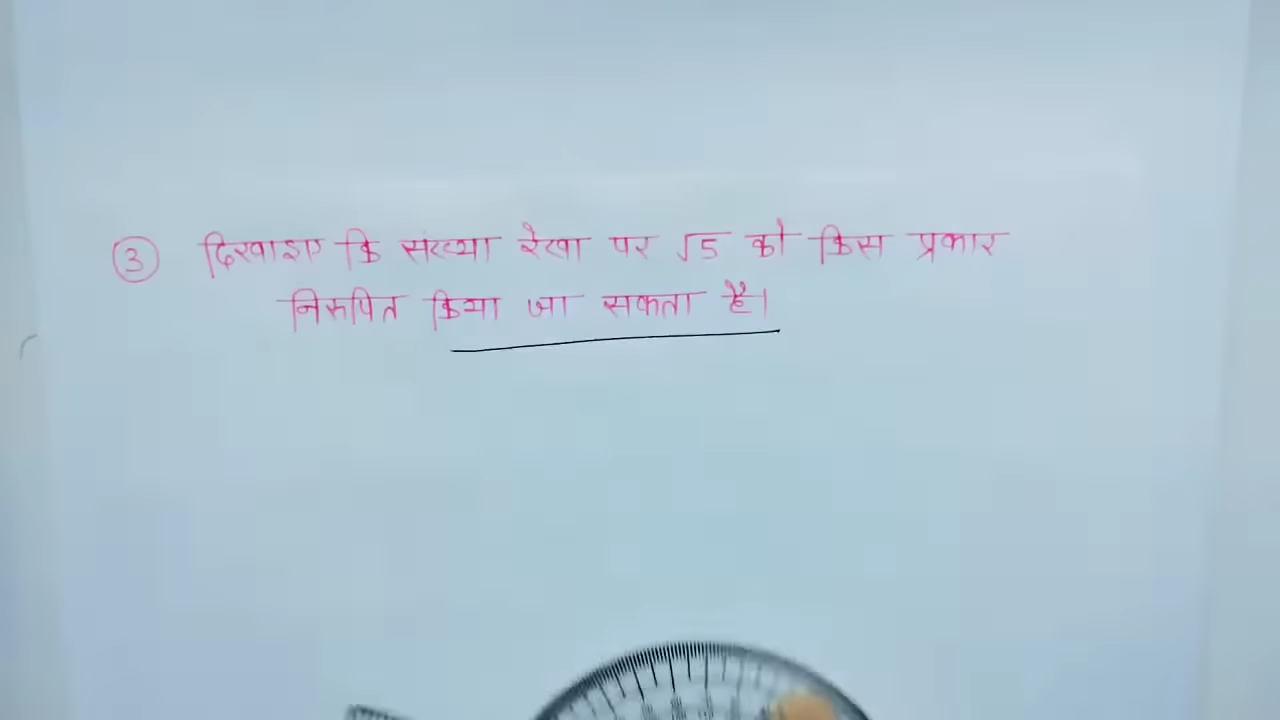 ③ दिखाइए कि संख्या रेखा पर √5 को किस प्रकार
निरुपित किया जा सकता है।